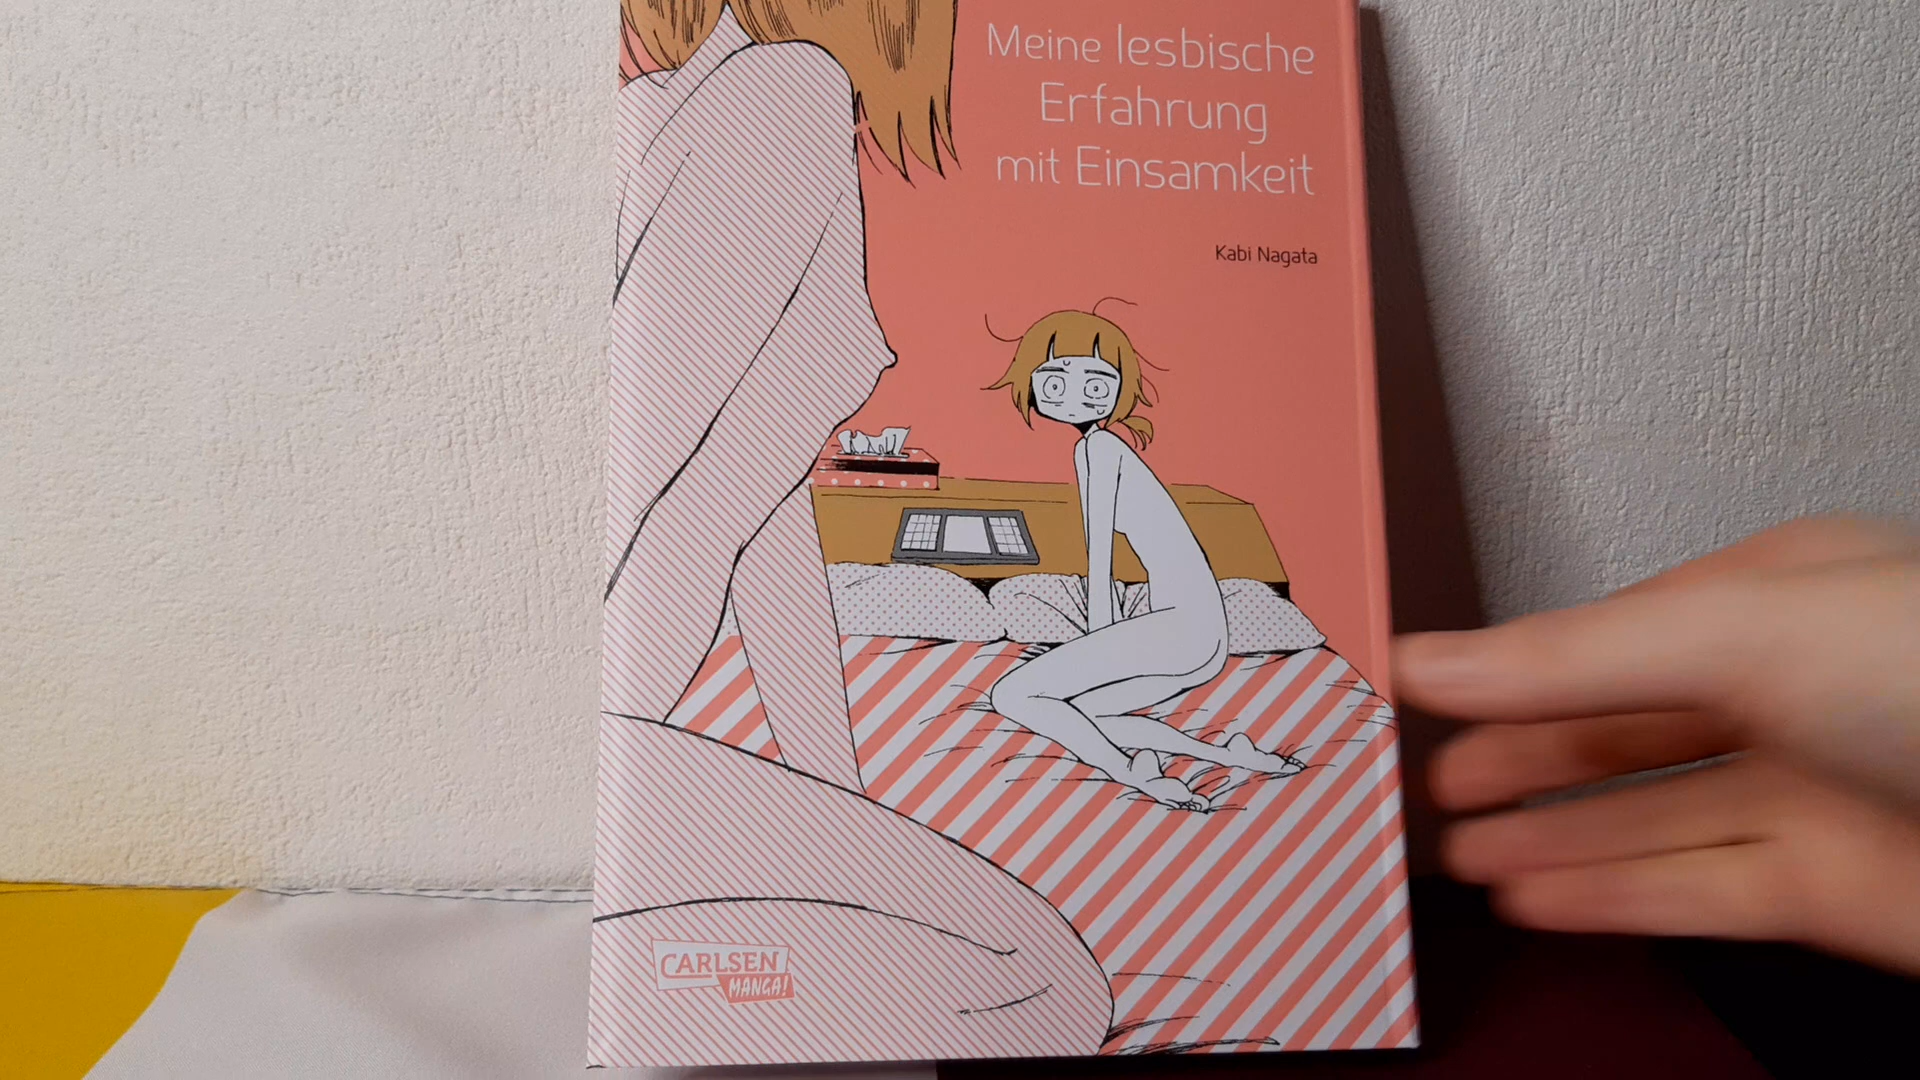 Meine lesbische
Erfahrung
mit Einsamkeit
Kabi Nagata
CARLSEN
MANGA!